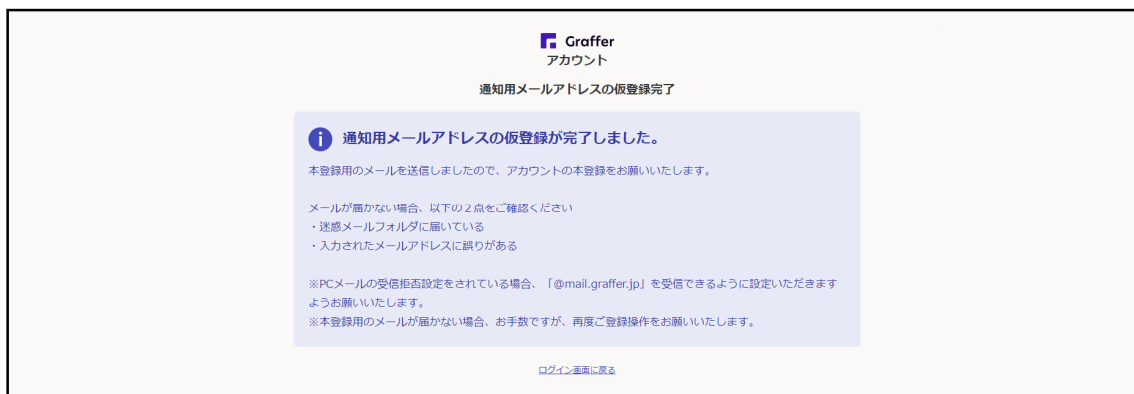 Graffer
アカウント
通知用メールアドレスの仮登録完了
通知用メールアドレスの仮登録が完了しました。
本登録用のメールを送信しましたので、アカウントの本登録をお願いいたします。
メールが届かない場合、以下の2点をご確認ください
・迷惑メールフォルダに届いている
・入力されたメールアドレスに誤りがある
※PCメールの受信拒否設定をされている場合、「@mail.graffer.jp」を受信できるように設定いただきます
ようお願いいたします。
※本登録用のメールが届かない場合、お手数ですが、再度ご登録操作をお願いいたします。
ログイン画面に戻る